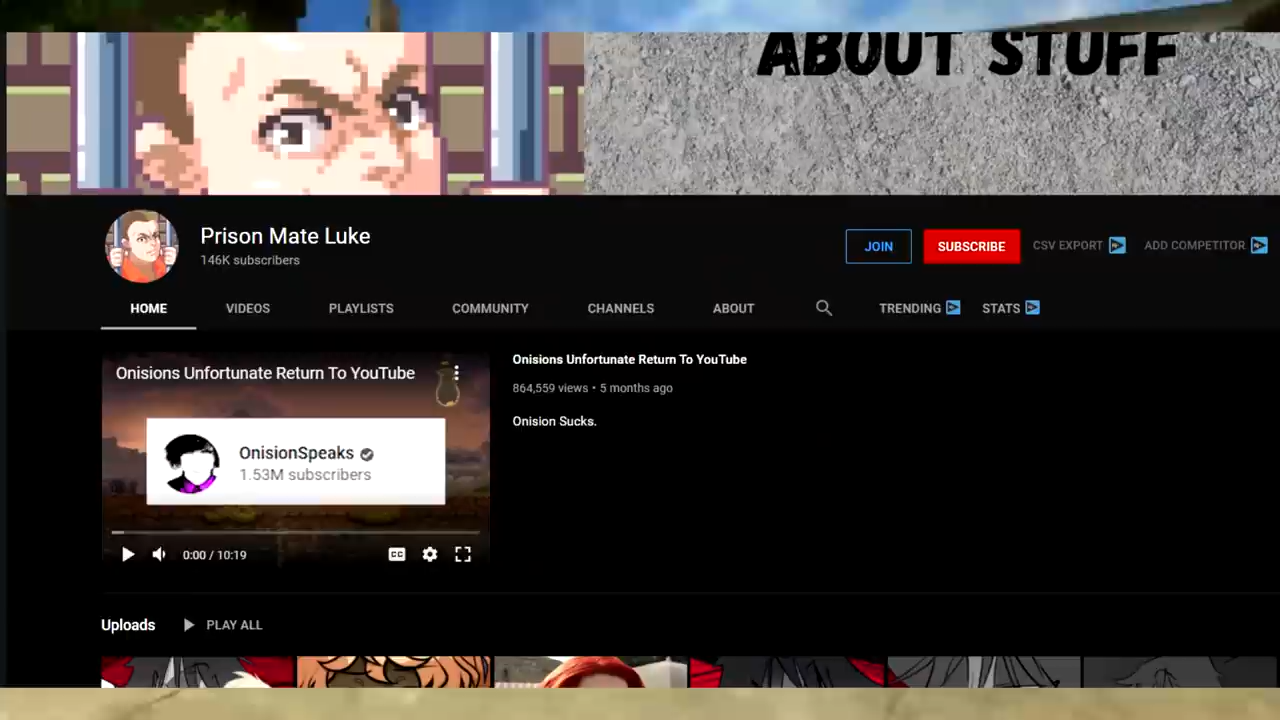 ABOUT STUFF
Prison Mate Luke
146K subscribers
JOIN
SUBSCRIBE
CSV EXPORT
ADD COMPETITOR
HOME
VIDEOS
PLAYLISTS
COMMUNITY
CHANNELS
ABOUT
TRENDING
STATS
Onisions Unfortunate Return To YouTube
OnisionSpeaks
1.53M subscribers
0:00 / 10:19
CC
Onisions Unfortunate Return To YouTube
864,559 views • 5 months ago
Onision Sucks.
Uploads
PLAY ALL